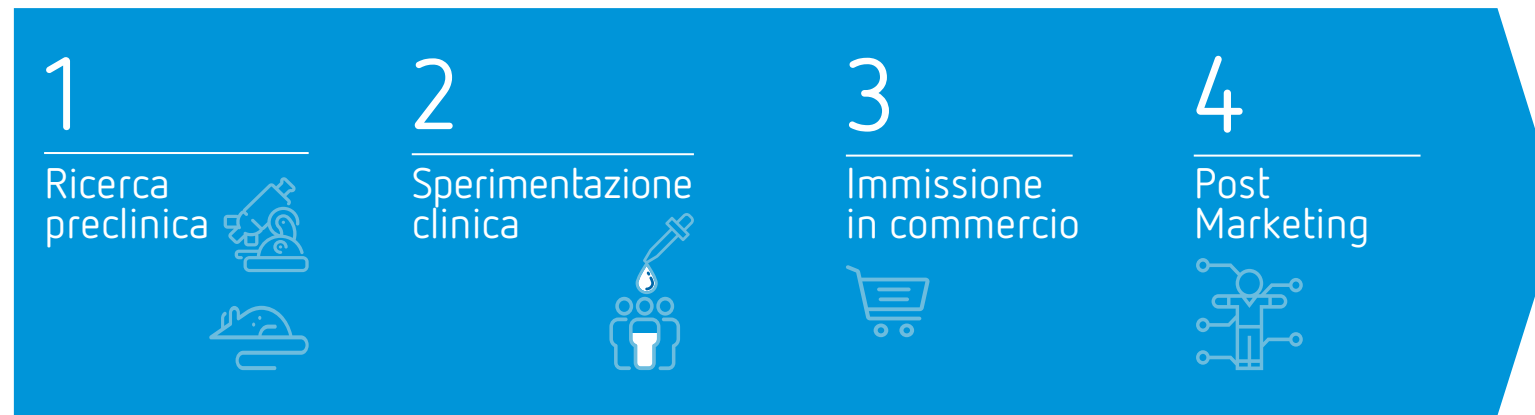 1
Ricerca
preclinica
2
Sperimentazione
clinica
3
Immissione
in commercio
4
Post
Marketing